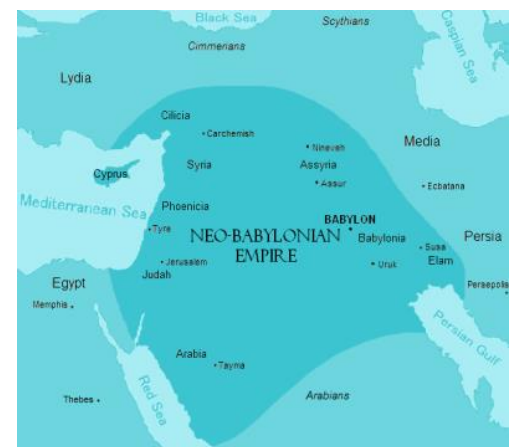 Black Sea
Scythians
Caspian Sea
Cimmerians
Lydia
Cilicia
Carchemish
Nineveh
Media
Cyprus
Syria
Assyria
Assur
Ecbatana
Mediterranean Sea
Phoenicia
BABYLON
Tyre
NEO-BABYLONIAN
EMPIRE
Babylonia
Persia
Susa
Elam
Jerusalem
Judah
Uruk
Egypt
Memphis
Persepolis
Persian Gulf
Arabia
Tayma
Red Sea
Thebes
Arabians